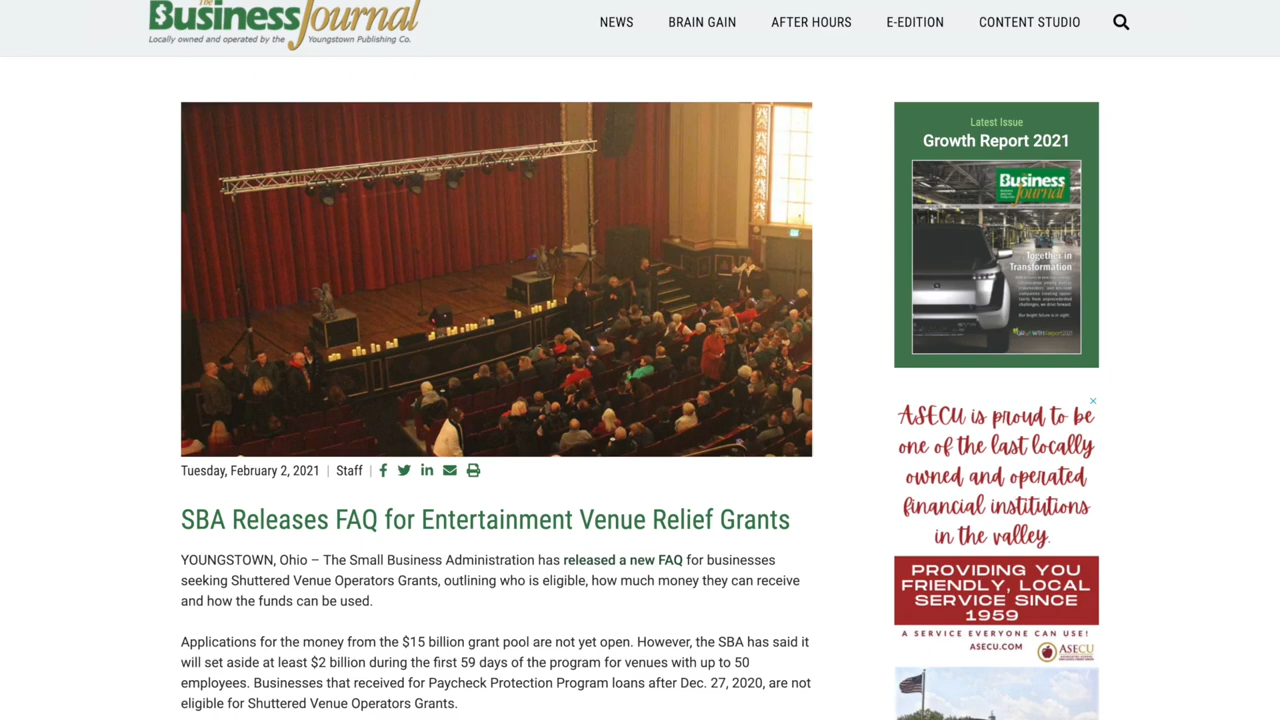 The
Business Journal
Locally owned and operated by the Youngstown Publishing Co.
NEWS BRAIN GAIN AFTER HOURS E-EDITION CONTENT STUDIO
Latest Issue
Growth Report 2021
Business
Journal
Together in
Transformation
Tuesday, February 2, 2021 | Staff |
SBA Releases FAQ for Entertainment Venue Relief Grants
YOUNGSTOWN, Ohio – The Small Business Administration has released a new FAQ for businesses
seeking Shuttered Venue Operators Grants, outlining who is eligible, how much money they can receive
and how the funds can be used.
Applications for the money from the $15 billion grant pool are not yet open. However, the SBA has said it
will set aside at least $2 billion during the first 59 days of the program for venues with up to 50
employees. Businesses that received for Paycheck Protection Program loans after Dec. 27, 2020, are not
eligible for Shuttered Venue Operators Grants.
ASECU is proud to be
one of the last locally
owned and operated
financial institutions
in the valley.
PROVIDING YOU
FRIENDLY, LOCAL
SERVICE SINCE
1959
A SERVICE EVERYONE CAN USE!
ASECU.COM
ASECU